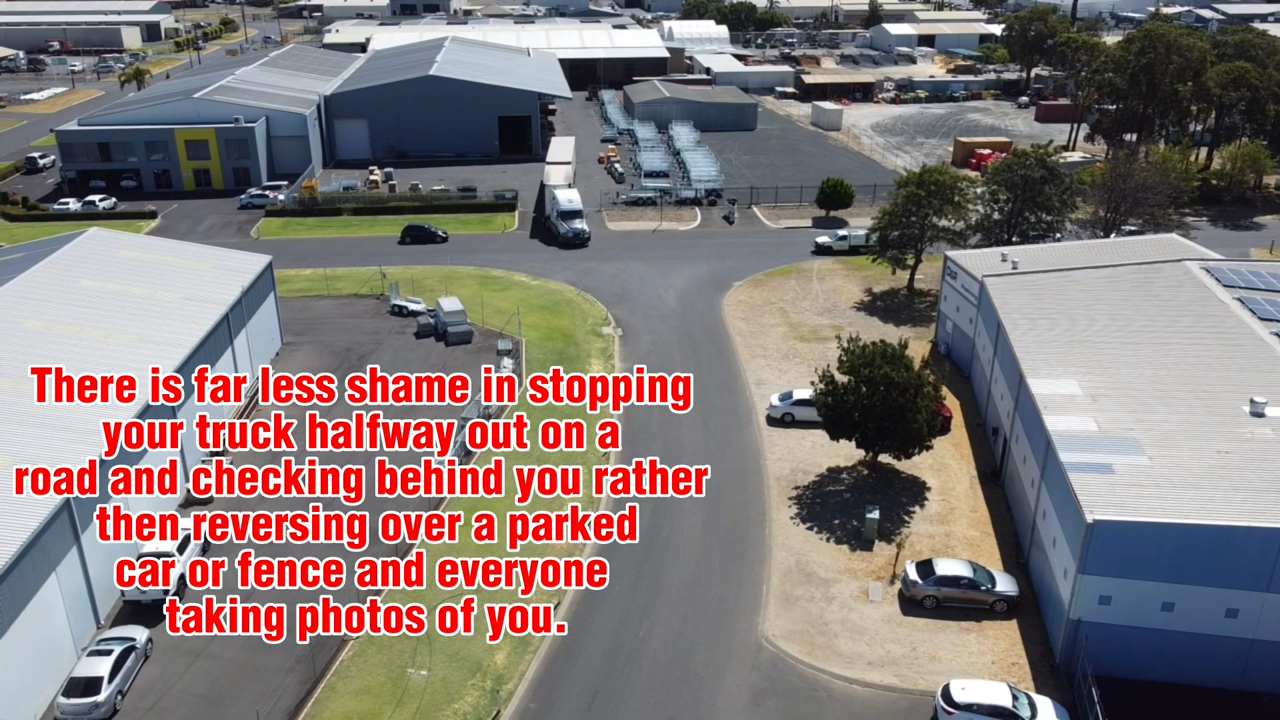 There is far less shame in stopping
your truck halfway out on a
road and checking behind you rather
then reversing over a parked
car or fence and everyone
taking photos of you.